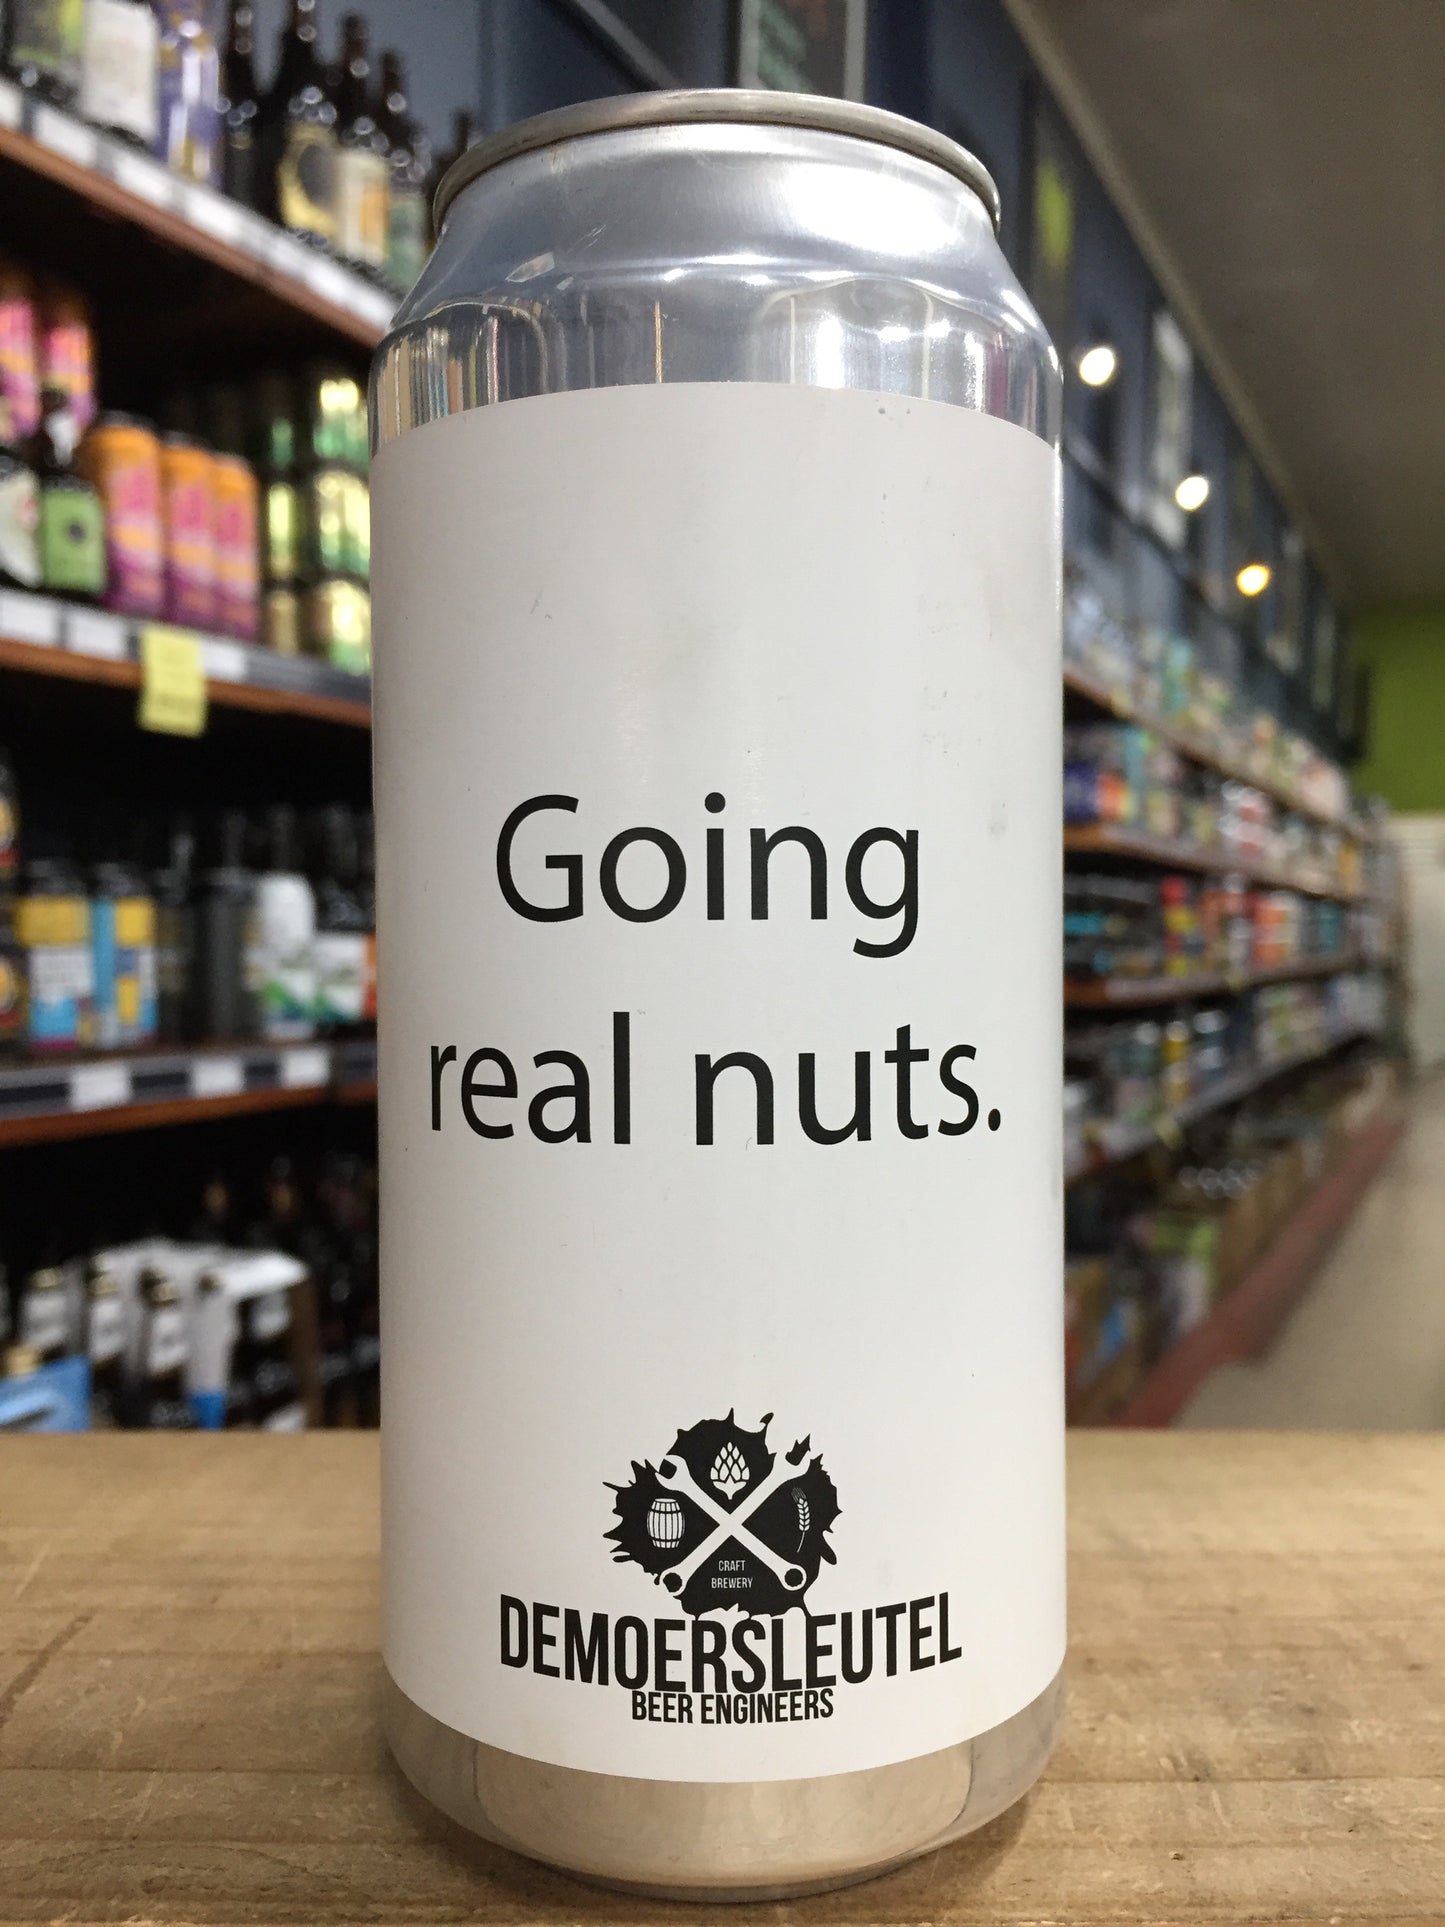 Going
real nuts.
CRAFT
BREWERY
DEMOERSLEUTEL
BEER ENGINEERS